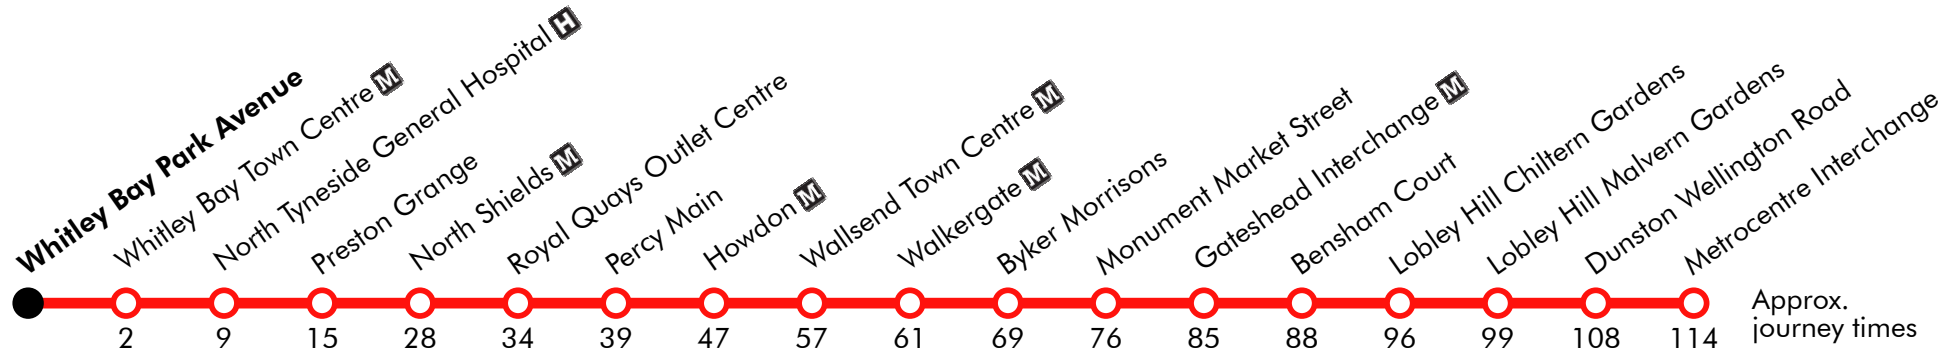 Whitley Bay Park Avenue
Whitley Bay Town Centre M
North Tyneside General Hospital H
Preston Grange
North Shields M
Royal Quays Outlet Centre
Percy Main
Howdon M
Wallsend Town Centre M
Walkergate M
Byker Morrisons
Monument Market Street
Gateshead Interchange M
Bensham Court
Lobley Hill Chiltern Gardens
Lobley Hill Malvern Gardens
Dunston Wellington Road
Metrocentre Interchange
2 9 15 28 34 39 47 57 61 69 76 85 88 96 99 108 114
Approx.
journey times